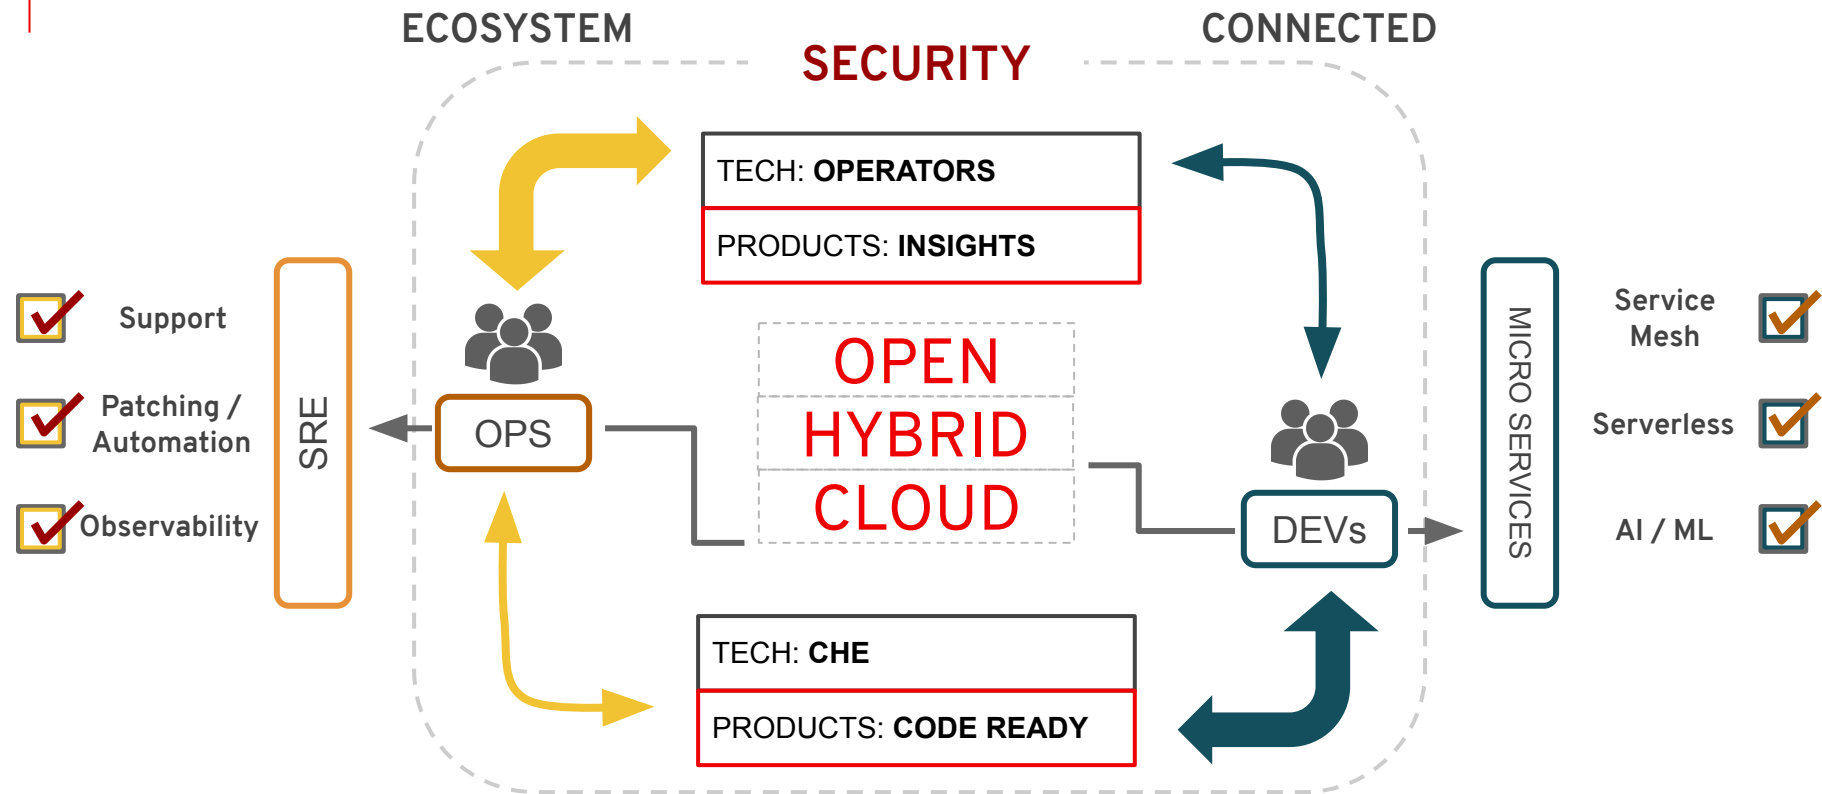 ECOSYSTEM
CONNECTED
SECURITY
TECH: OPERATORS
PRODUCTS: INSIGHTS
Support
Patching /
Automation
Observability
SRE
OPS
OPEN
HYBRID
CLOUD
DEVs
MICRO SERVICES
Service
Mesh
Serverless
AI / ML
TECH: CHE
PRODUCTS: CODE READY